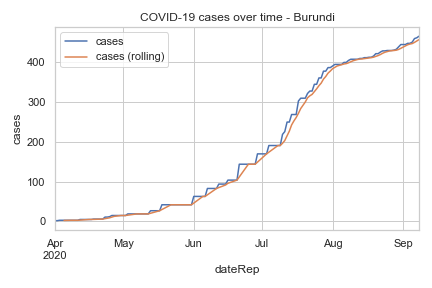 COVID-19 cases over time - Burundi
cases
cases (rolling)
cases
400
300
200
100
0
Apr
2020
May
Jun
Jul
Aug
Sep
dateRep